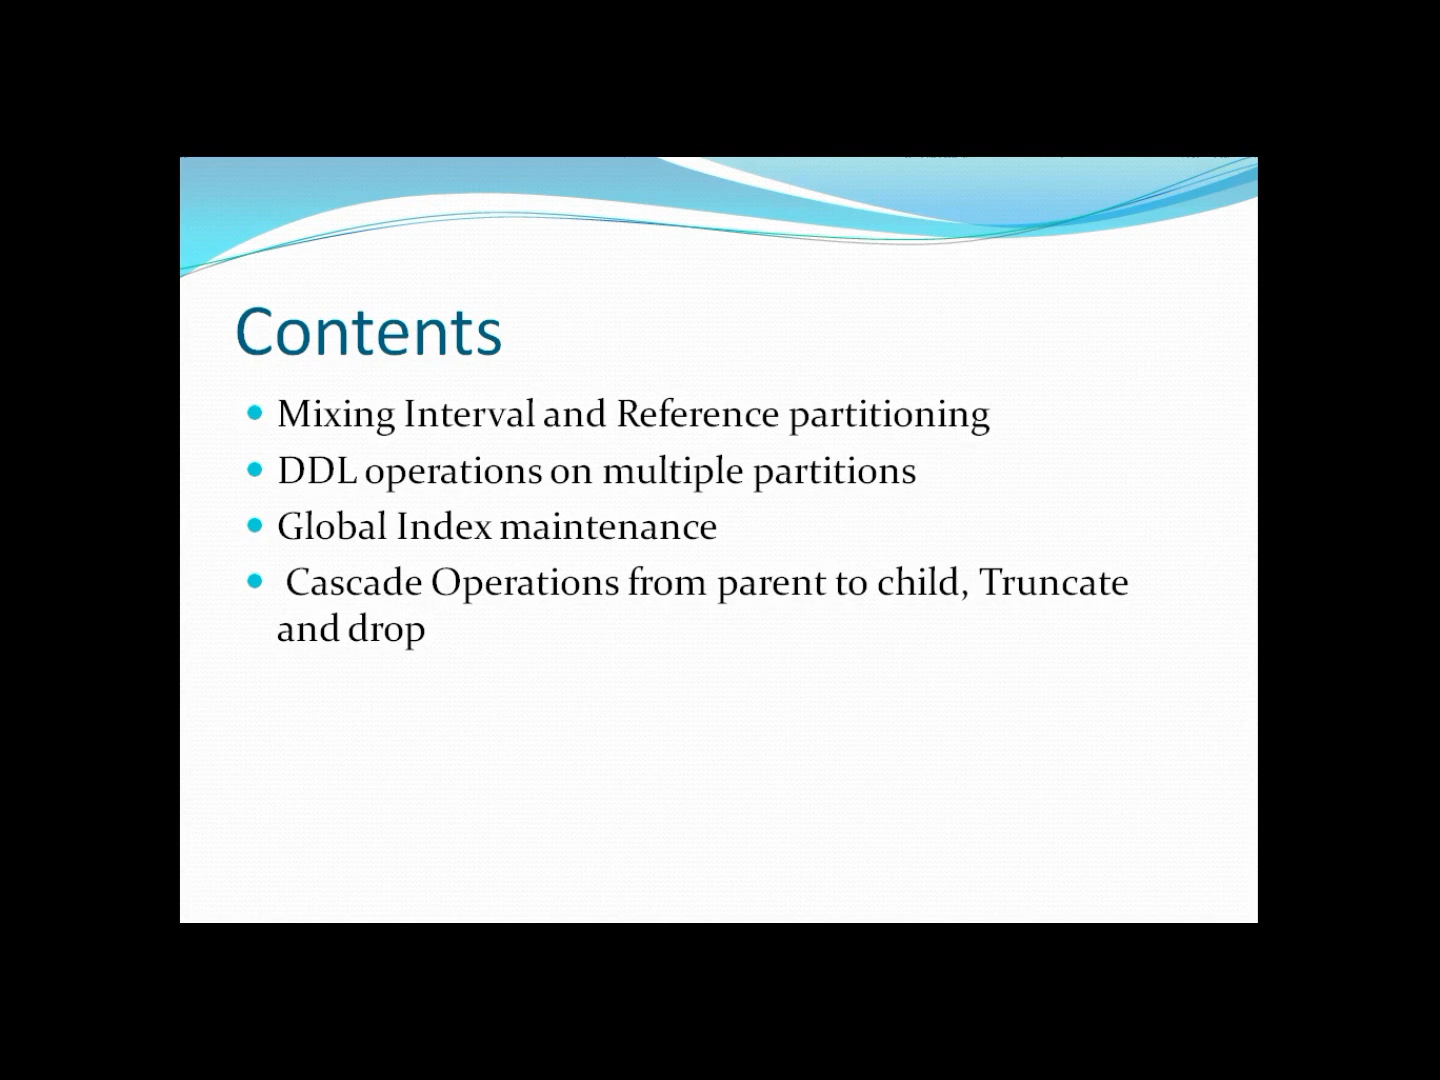 Contents
Mixing Interval and Reference partitioning
DDL operations on multiple partitions
Global Index maintenance
Cascade Operations from parent to child, Truncate
and drop